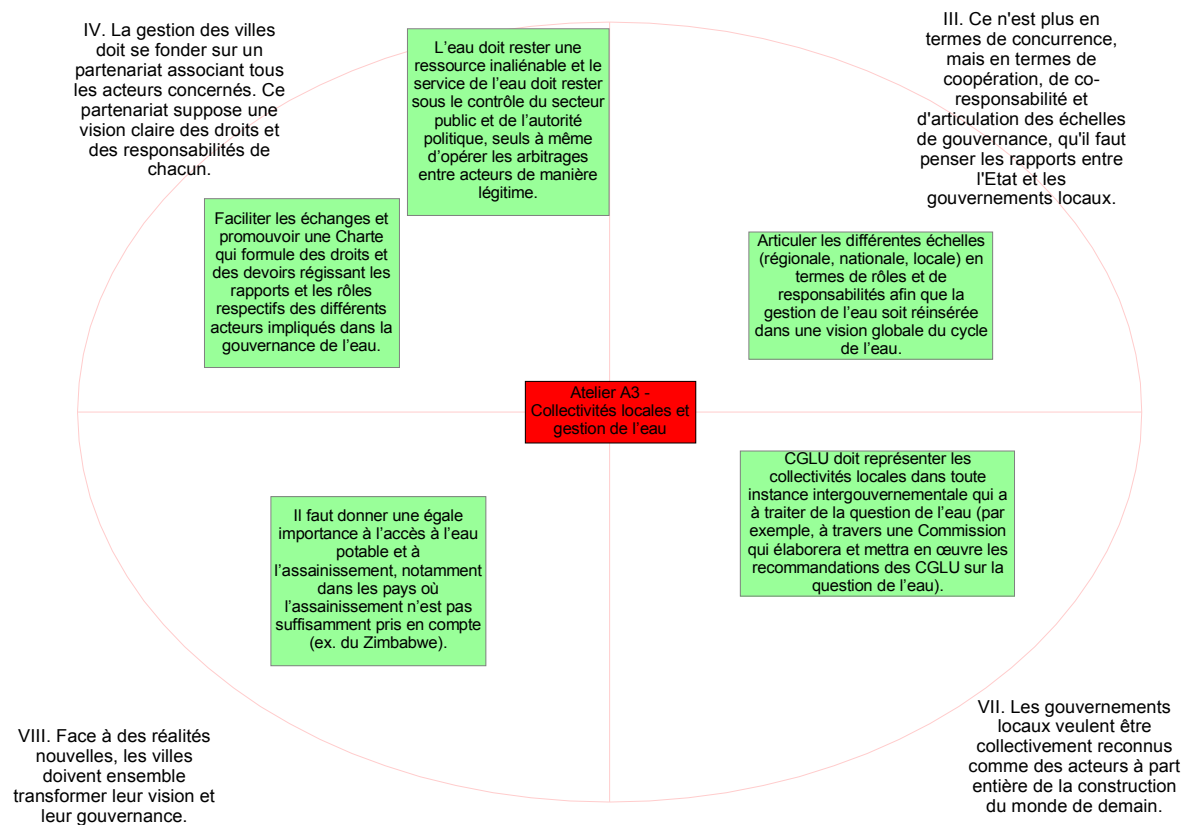 IV. La gestion des villes
doit se fonder sur un
partenariat associant tous
les acteurs concernés. Ce
partenariat suppose une
vision claire des droits et
des responsabilités de
chacun.
L’eau doit rester une
ressource inaliénable et le
service de l’eau doit rester
sous le contrôle du secteur
public et de l’autorité
politique, seuls à même
d’opérer les arbitrages
entre acteurs de manière
légitime.
III. Ce n'est plus en
termes de concurrence,
mais en termes de
coopération, de co-
responsabilité et
d'articulation des échelles
de gouvernance, qu'il faut
penser les rapports entre
l'Etat et les
gouvernements locaux.
Faciliter les échanges et
promouvoir une Charte
qui formule des droits et
des devoirs régissant les
rapports et les rôles
respectifs des différents
acteurs impliqués dans la
gouvernance de l’eau.
Articuler les différentes échelles
(régionale, nationale, locale) en
termes de rôles et de
responsabilités afin que la
gestion de l’eau soit réinsérée
dans une vision globale du cycle
de l’eau.
Atelier A3 -
Collectivités locales et
gestion de l’eau
Il faut donner une égale
importance à l’accès à l’eau
potable et à
l’assainissement, notamment
dans les pays où
l’assainissement n’est pas
suffisamment pris en compte
(ex. du Zimbabwe).
CGLU doit représenter les
collectivités locales dans toute
instance intergouvernementale qui a
à traiter de la question de l’eau (par
exemple, à travers une Commission
qui élaborera et mettra en œuvre les
recommandations des CGLU sur la
question de l’eau).
VIII. Face à des réalités
nouvelles, les villes
doivent ensemble
transformer leur vision et
leur gouvernance.
VII. Les gouvernements
locaux veulent être
collectivement reconnus
comme des acteurs à part
entière de la construction
du monde de demain.